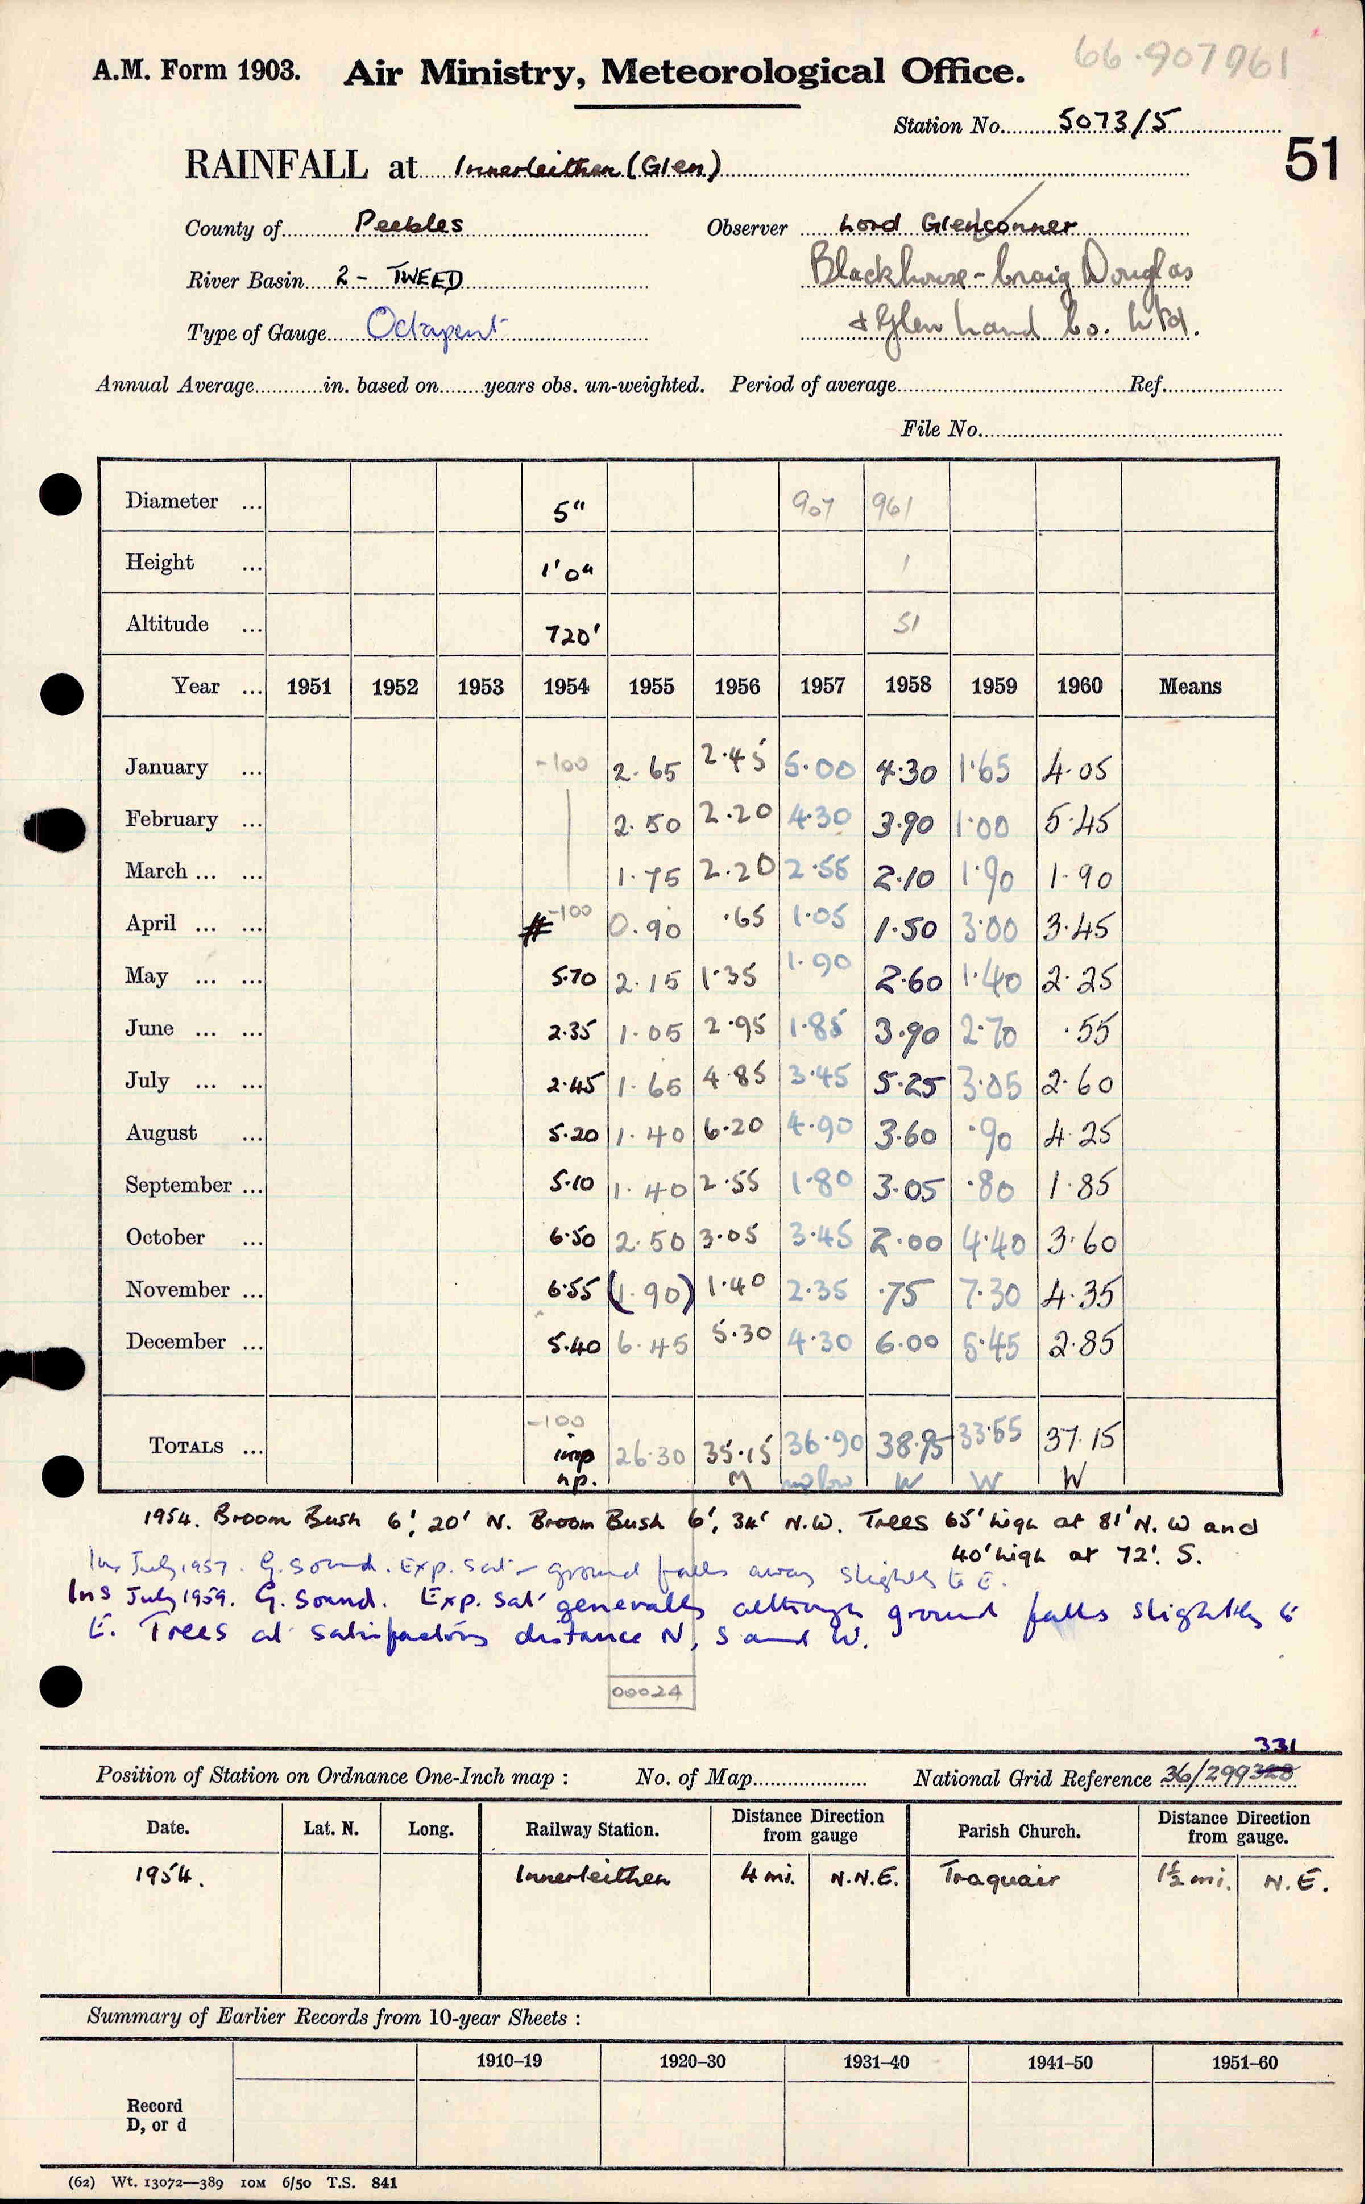 66.907961
A.M. Form 1903. Air Ministry, Meteorological Office.
Station No. 5073/5
51
RAINFALL at Innerleithen (Glen)
County of Peebles Observer Lord Glenconner
Blackhouse-Craig Douglas
River Basin 2 - TWEED
& Glen Land Co. Ltd.
Type of Gauge Octapent
Annual Average in. based on years obs. un-weighted. Period of average Ref.
File No.
Diameter ... 5" 907 961
Height ... 1'0" 1
Altitude ... 720' 51
Year ... 1951 1952 1953 1954 1955 1956 1957 1958 1959 1960 Means
January ... -100 2.65 2.45 5.00 4.30 1.65 4.05
February ... 2.50 2.20 4.30 3.90 1.00 5.45
March ... ... 1.75 2.20 2.55 2.10 1.90 1.90
April ... ... # -100 0.90 .65 1.05 1.50 3.00 3.45
May ... ... 5.70 2.15 1.35 1.90 2.60 1.40 2.25
June ... ... 2.35 1.05 2.95 1.85 3.90 2.70 .55
July ... ... 2.45 1.65 4.85 3.45 5.25 3.05 2.60
August ... 5.20 1.40 6.20 4.90 3.60 .90 4.25
September ... 5.10 1.40 2.55 1.80 3.05 .80 1.85
October ... 6.50 2.50 3.05 3.45 2.00 4.40 3.60
November ... 6.55 (1.90) 1.40 2.35 .75 7.30 4.35
December ... 5.40 6.45 5.30 4.30 6.00 5.45 2.85
-100
TOTALS ... imp 26.30 35.15 36.90 38.95 33.55 37.15
np. M W W W
1954. Broom Bush 6', 20' N. Broom Bush 6', 34' N.W. Trees 65' high at 81' N.W and
40' high at 72'. S.
Ins July 1957. G. sound. Exp. sat - ground falls away slightly to E.
Ins July 1959. G. Sound. Exp. sat generally although ground falls slightly to
E. Trees at satisfactory distance N, S and W.
00024
331
Position of Station on Ordnance One-Inch map : No. of Map National Grid Reference 36/299328
Date. Lat. N. Long. Railway Station. Distance Direction from gauge Parish Church. Distance Direction from gauge.
1954. Innerleithen 4 mi. N.N.E. Traquair 1½ mi. N.E.
Summary of Earlier Records from 10-year Sheets :
1910-19 1920-30 1931-40 1941-50 1951-60
Record
D, or d
(62) Wt. 13072—389 10M 6/50 T.S. 841